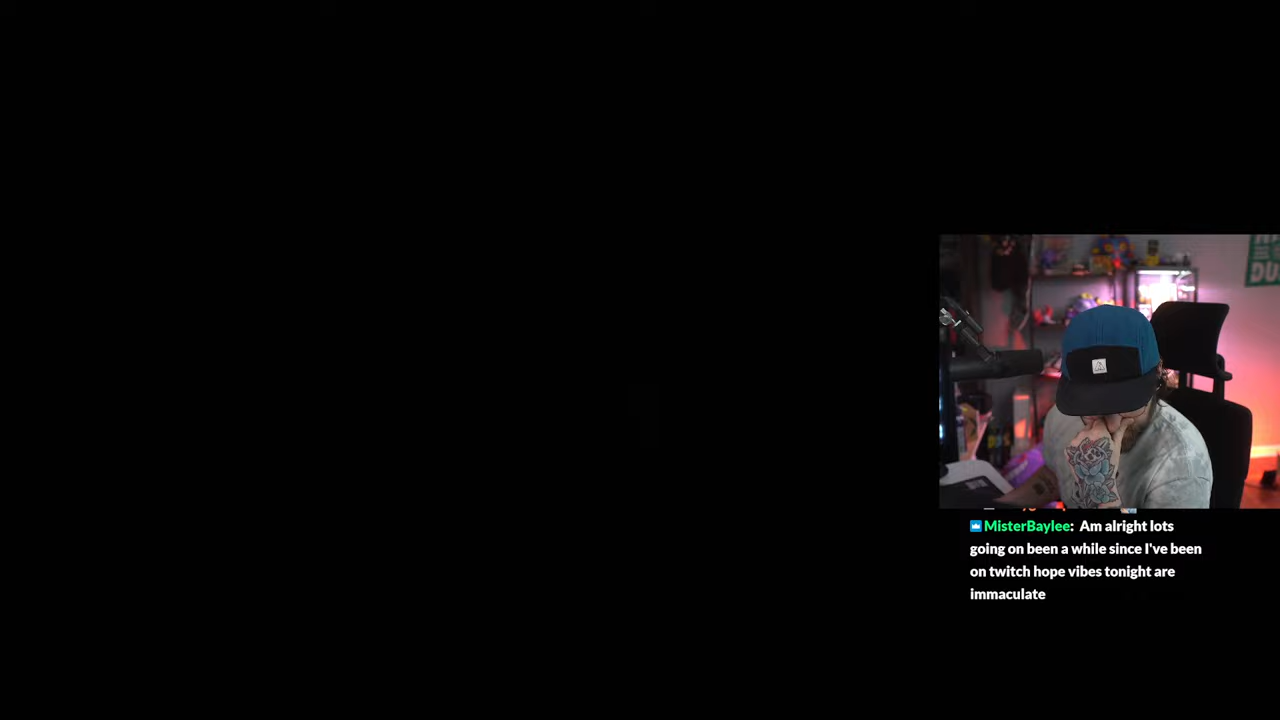 MisterBaylee: Am alright lots
going on been a while since I've been
on twitch hope vibes tonight are
immaculate